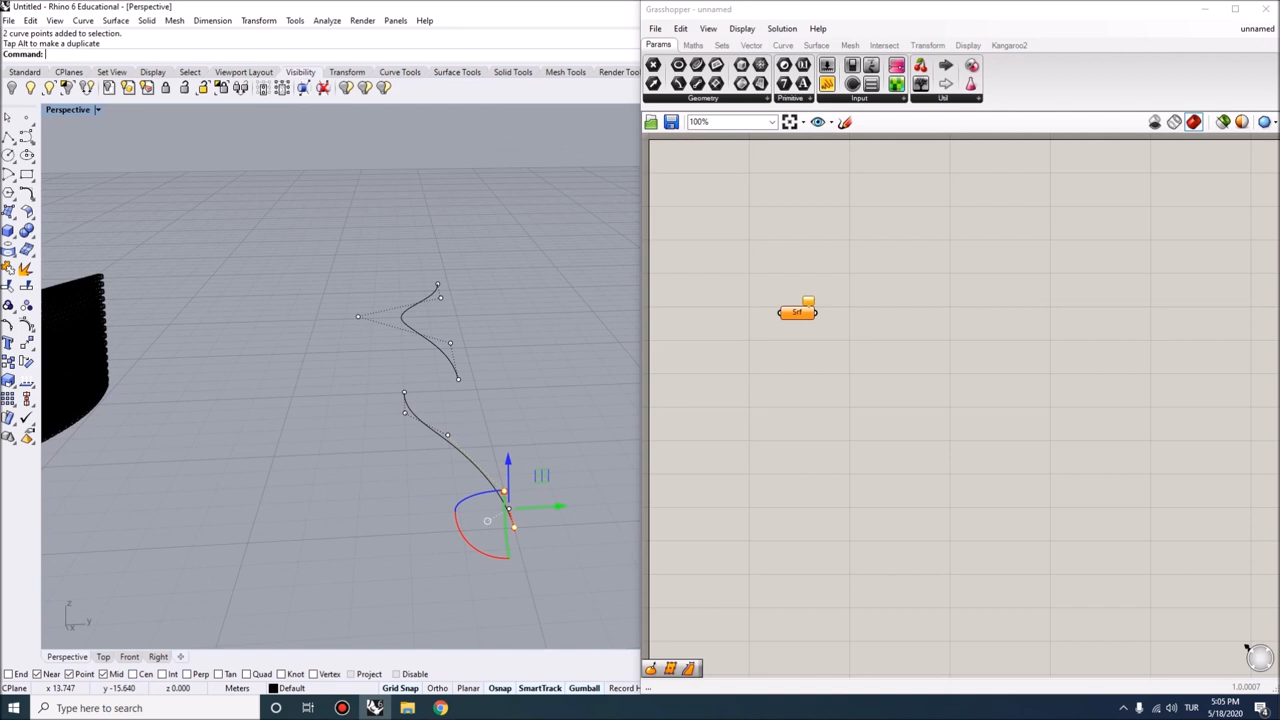 Untitled - Rhino 6 Educational - [Perspective]
File Edit View Curve Surface Solid Mesh Dimension Transform Tools Analyze Render Panels Help
2 curve points added to selection.
Tap Alt to make a duplicate
Command:
Standard CPlanes Set View Display Select Viewport Layout Visibility Transform Curve Tools Surface Tools Solid Tools Mesh Tools Render Tools
Perspective
z
y
x
Perspective Top Front Right
End Near Point Mid Cen Int Perp Tan Quad Knot Vertex Project Disable
CPlane x 13.747 y -15.640 z 0.000 Meters Default Grid Snap Ortho Planar Osnap SmartTrack Gumball Record H
Grasshopper - unnamed
File Edit View Display Solution Help unnamed
Params Maths Sets Vector Curve Surface Mesh Intersect Transform Display Kangaroo2
Geometry Primitive Input Util
100%
Srf
... 1.0.0007
Type here to search
TUR
5:05 PM
5/18/2020
4